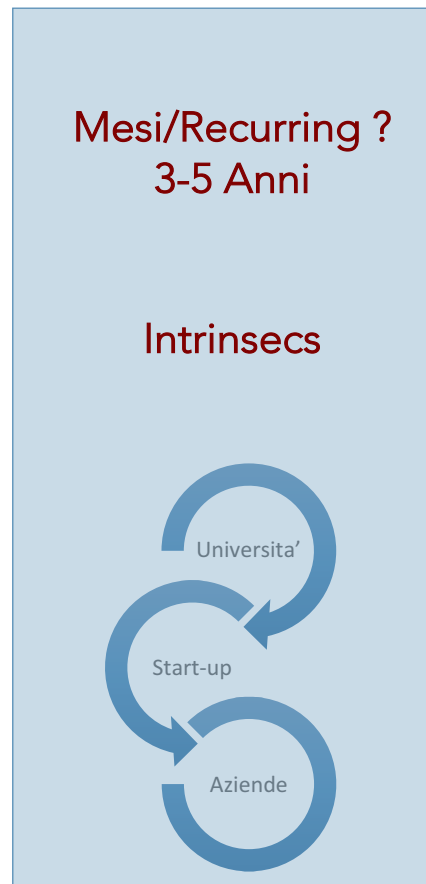 Mesi/Recurring ?
3-5 Anni
Intrinsecs
Universita'
Start-up
Aziende